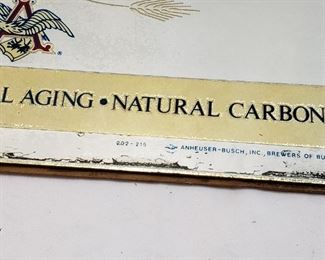 L AGING • NATURAL CARBON
202-215 ANHEUSER-BUSCH, INC., BREWERS OF BU